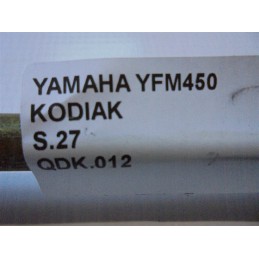 YAMAHA YFM450
KODIAK
S.27
QDK.012